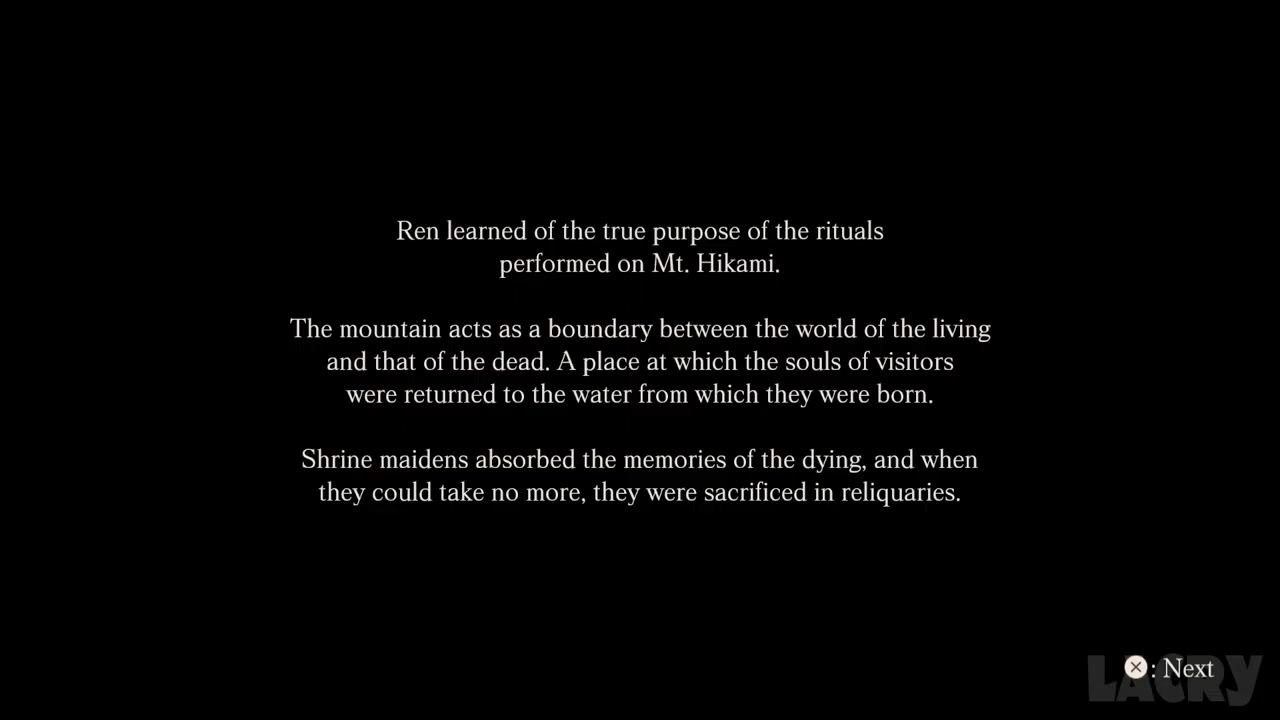 Ren learned of the true purpose of the rituals
performed on Mt. Hikami.
The mountain acts as a boundary between the world of the living
and that of the dead. A place at which the souls of visitors
were returned to the water from which they were born.
Shrine maidens absorbed the memories of the dying, and when
they could take no more, they were sacrificed in reliquaries.
: Next
LACRY